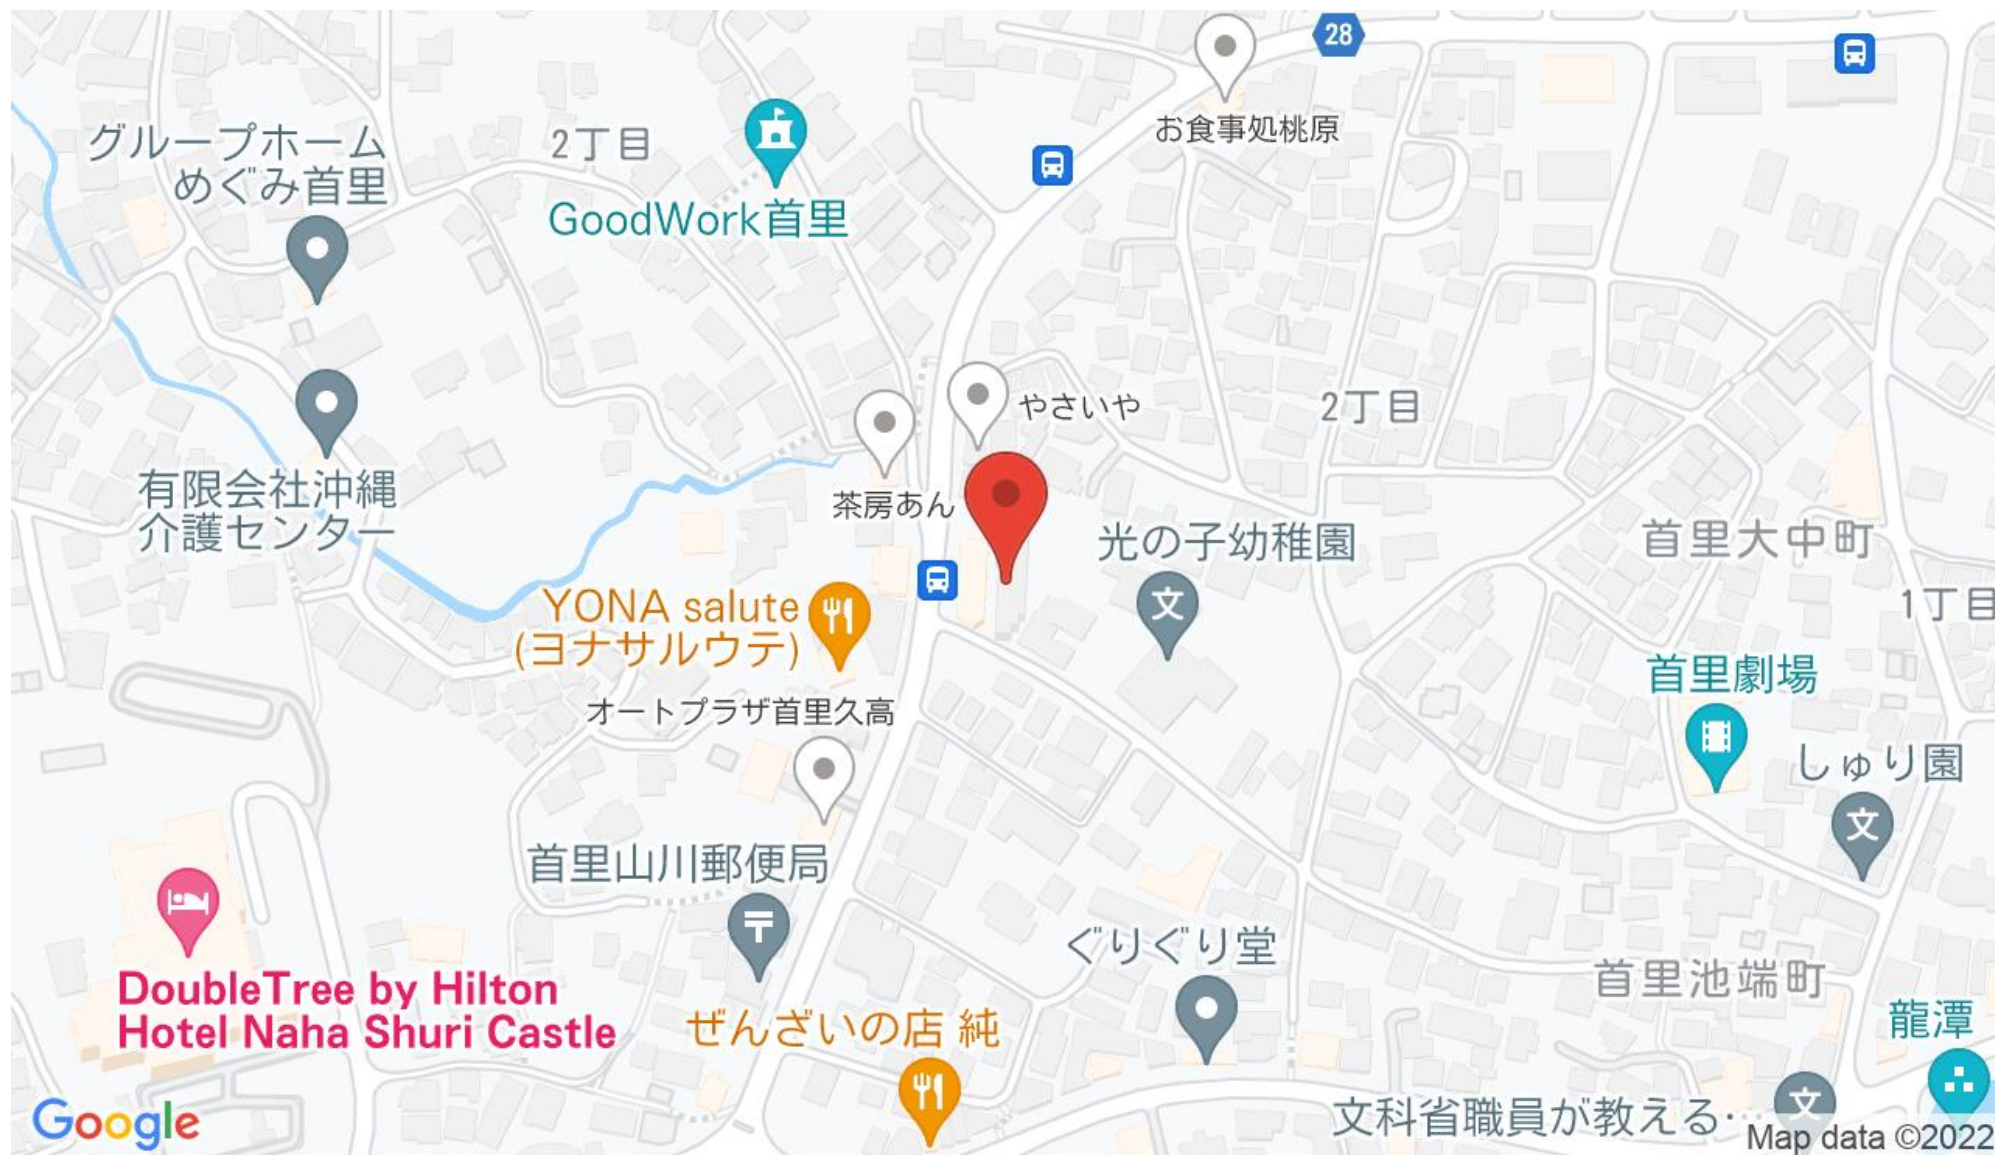 28
お食事処桃原
グループホーム
めぐみ首里
2丁目
GoodWork首里
やさいや
2丁目
有限会社沖縄
介護センター
茶房あん
光の子幼稚園
文
首里大中町
1丁目
YONA salute
(ヨナサルウテ)
首里劇場
オートプラザ首里久高
しゅり園
文
首里山川郵便局
〒
ぐりぐり堂
首里池端町
DoubleTree by Hilton
Hotel Naha Shuri Castle
ぜんざいの店 純
龍潭
文科省職員が教える…
文
Google
Map data ©2022